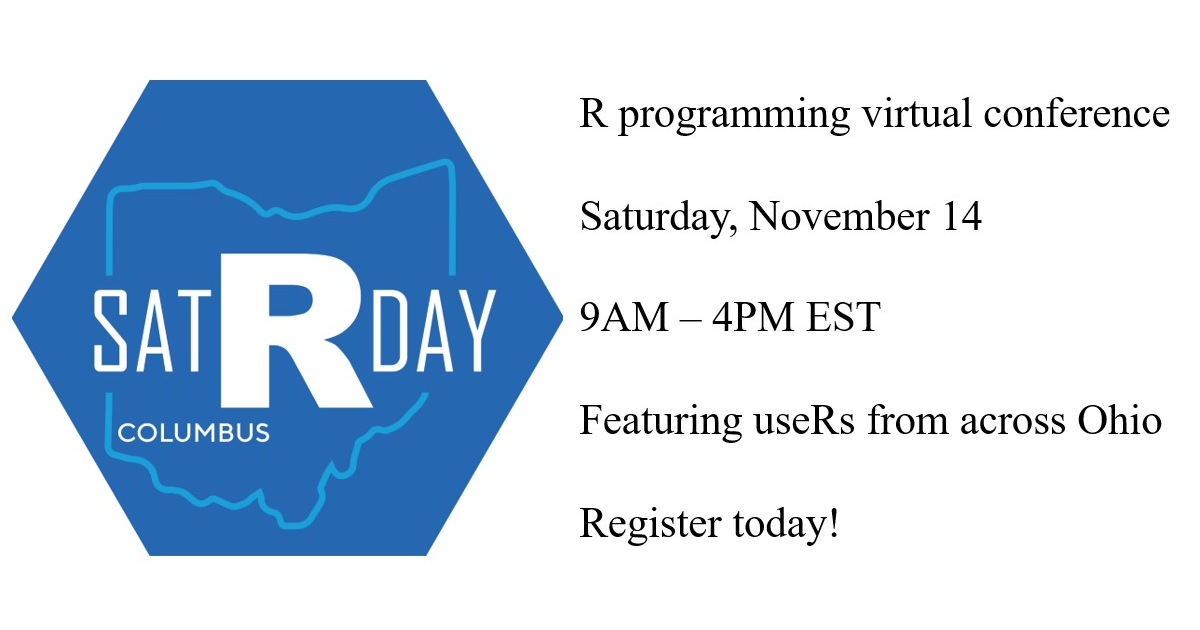 SATRDAY
COLUMBUS
R programming virtual conference
Saturday, November 14
9AM – 4PM EST
Featuring useRs from across Ohio
Register today!